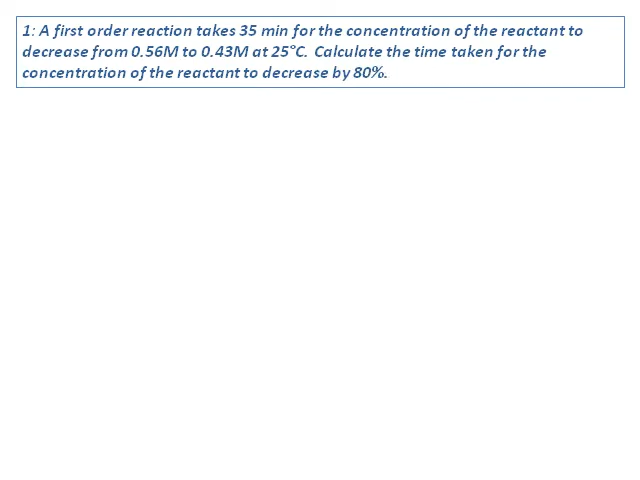 1: A first order reaction takes 35 min for the concentration of the reactant to
decrease from 0.56M to 0.43M at 25°C. Calculate the time taken for the
concentration of the reactant to decrease by 80%.